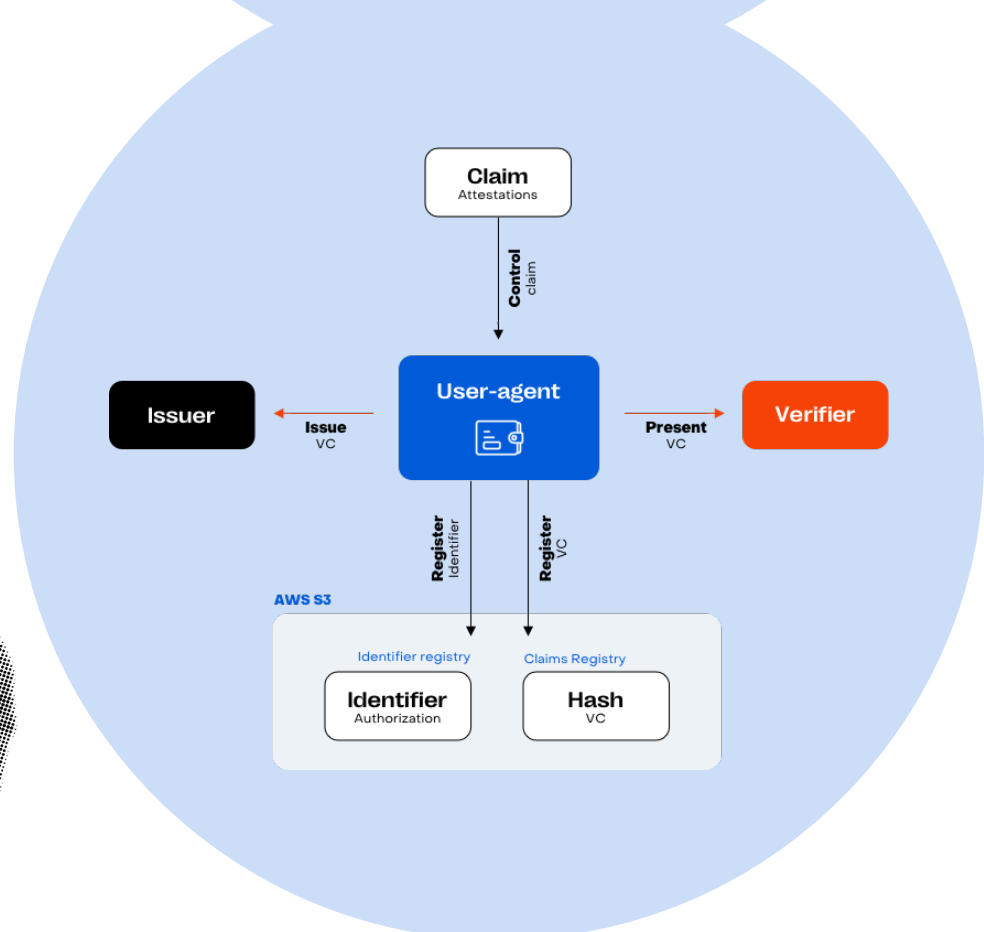 Claim
Attestations
Control
claim
User-agent
Issuer
Issue
VC
Present
VC
Verifier
Register
Identifier
Register
VC
AWS S3
Identifier registry
Claims Registry
Identifier
Authorization
Hash
VC